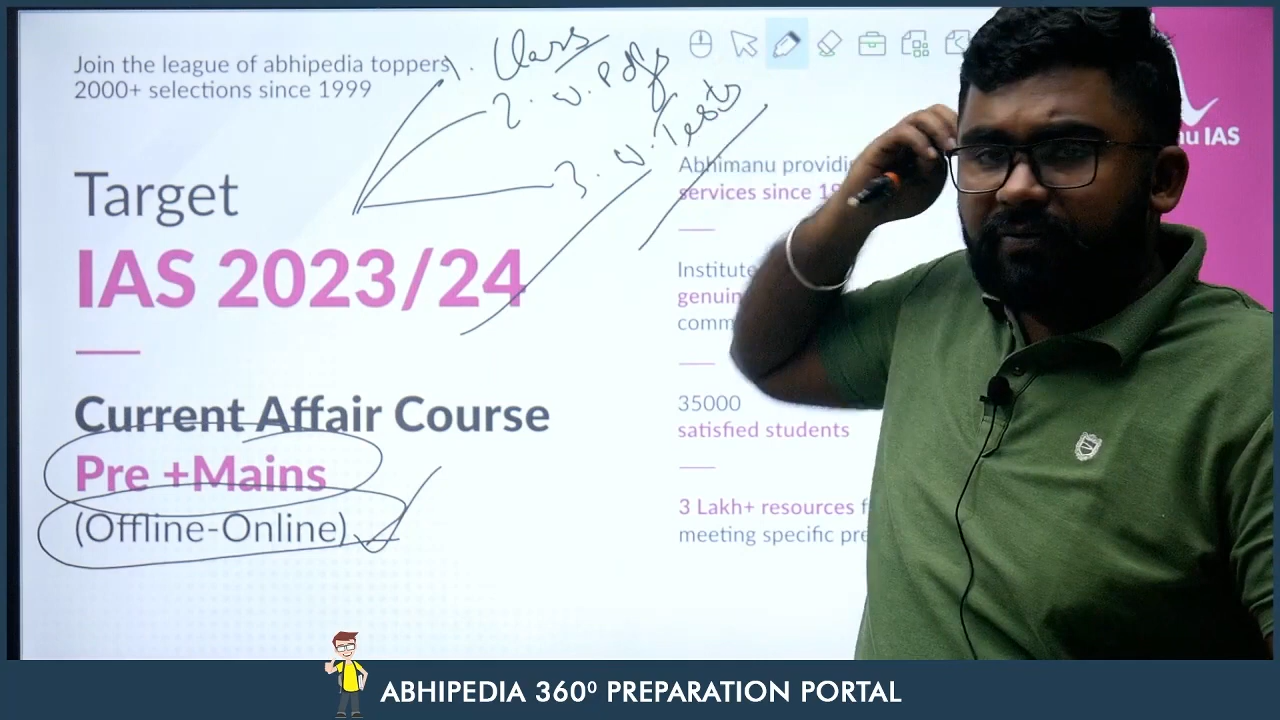 Join the league of abhipedia toppers
2000+ selections since 1999
1. Class
2. w. Pdf
3. w. Tests
Target
IAS 2023/24
Current Affair Course
Pre +Mains
(Offline-Online)
nu IAS
Abhimanu providi
services since 19
Institute
genuin
comm
35000
satisfied students
3 Lakh+ resources f
meeting specific pre
ABHIPEDIA 360⁰ PREPARATION PORTAL